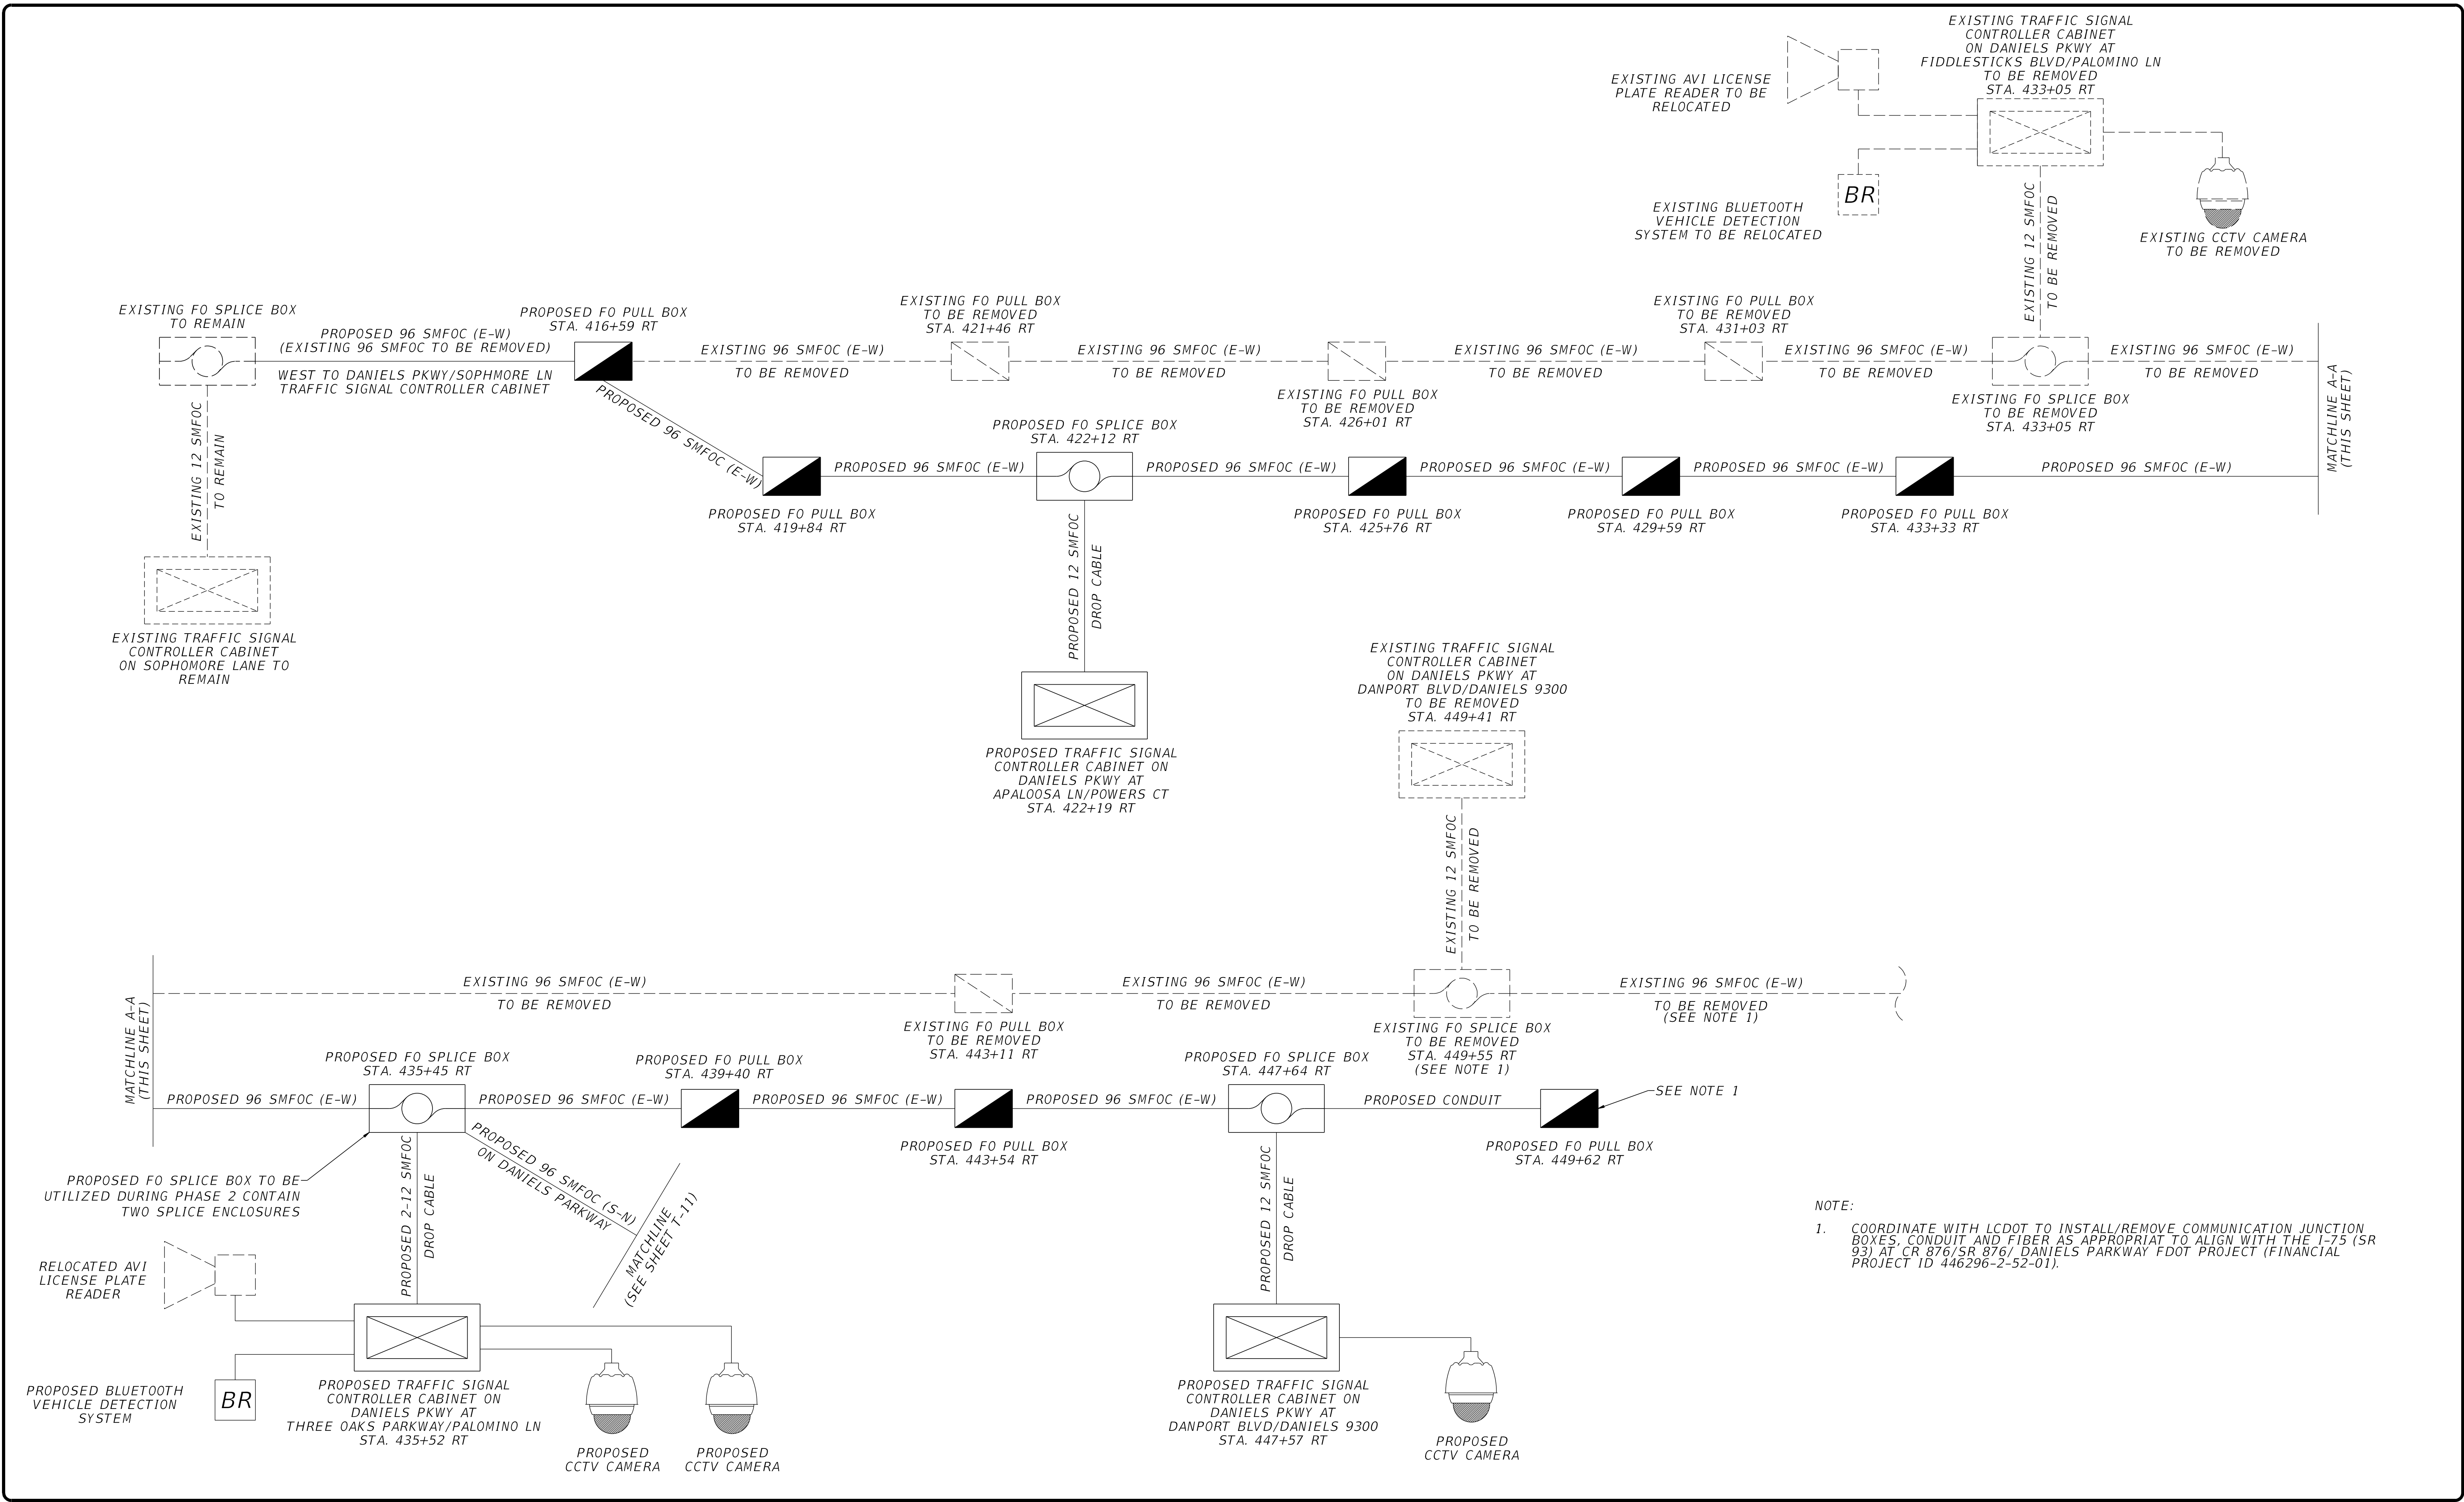 EXISTING TRAFFIC SIGNAL
CONTROLLER CABINET
ON DANIELS PKWY AT
FIDDLESTICKS BLVD/PALOMINO LN
TO BE REMOVED
STA. 433+05 RT
EXISTING AVI LICENSE
PLATE READER TO BE
RELOCATED
BR
EXISTING BLUETOOTH
VEHICLE DETECTION
SYSTEM TO BE RELOCATED
EXISTING CCTV CAMERA
TO BE REMOVED
EXISTING 12 SMFOC
TO BE REMOVED
EXISTING FO SPLICE BOX
TO REMAIN
PROPOSED 96 SMFOC (E-W)
(EXISTING 96 SMFOC TO BE REMOVED)
WEST TO DANIELS PKWY/SOPHMORE LN
TRAFFIC SIGNAL CONTROLLER CABINET
PROPOSED FO PULL BOX
STA. 416+59 RT
EXISTING 96 SMFOC (E-W)
TO BE REMOVED
EXISTING FO PULL BOX
TO BE REMOVED
STA. 421+46 RT
EXISTING 96 SMFOC (E-W)
TO BE REMOVED
EXISTING FO PULL BOX
TO BE REMOVED
STA. 426+01 RT
EXISTING 96 SMFOC (E-W)
TO BE REMOVED
EXISTING FO PULL BOX
TO BE REMOVED
STA. 431+03 RT
EXISTING 96 SMFOC (E-W)
TO BE REMOVED
EXISTING FO SPLICE BOX
TO BE REMOVED
STA. 433+05 RT
EXISTING 96 SMFOC (E-W)
TO BE REMOVED
MATCHLINE A-A
(THIS SHEET)
EXISTING 12 SMFOC
TO REMAIN
EXISTING TRAFFIC SIGNAL
CONTROLLER CABINET
ON SOPHOMORE LANE TO
REMAIN
PROPOSED 96 SMFOC (E-W)
PROPOSED FO PULL BOX
STA. 419+84 RT
PROPOSED 96 SMFOC (E-W)
PROPOSED FO SPLICE BOX
STA. 422+12 RT
PROPOSED 96 SMFOC (E-W)
PROPOSED FO PULL BOX
STA. 425+76 RT
PROPOSED 96 SMFOC (E-W)
PROPOSED FO PULL BOX
STA. 429+59 RT
PROPOSED 96 SMFOC (E-W)
PROPOSED FO PULL BOX
STA. 433+33 RT
PROPOSED 96 SMFOC (E-W)
PROPOSED 12 SMFOC
DROP CABLE
PROPOSED TRAFFIC SIGNAL
CONTROLLER CABINET ON
DANIELS PKWY AT
APALOOSA LN/POWERS CT
STA. 422+19 RT
EXISTING TRAFFIC SIGNAL
CONTROLLER CABINET
ON DANIELS PKWY AT
DANPORT BLVD/DANIELS 9300
TO BE REMOVED
STA. 449+41 RT
EXISTING 12 SMFOC
TO BE REMOVED
MATCHLINE A-A
(THIS SHEET)
EXISTING 96 SMFOC (E-W)
TO BE REMOVED
EXISTING FO PULL BOX
TO BE REMOVED
STA. 443+11 RT
EXISTING 96 SMFOC (E-W)
TO BE REMOVED
EXISTING FO SPLICE BOX
TO BE REMOVED
STA. 449+55 RT
(SEE NOTE 1)
EXISTING 96 SMFOC (E-W)
TO BE REMOVED
(SEE NOTE 1)
PROPOSED 96 SMFOC (E-W)
PROPOSED FO SPLICE BOX
STA. 435+45 RT
PROPOSED 96 SMFOC (E-W)
PROPOSED FO PULL BOX
STA. 439+40 RT
PROPOSED 96 SMFOC (E-W)
PROPOSED FO PULL BOX
STA. 443+54 RT
PROPOSED 96 SMFOC (E-W)
PROPOSED FO SPLICE BOX
STA. 447+64 RT
PROPOSED CONDUIT
SEE NOTE 1
PROPOSED FO PULL BOX
STA. 449+62 RT
PROPOSED FO SPLICE BOX TO BE
UTILIZED DURING PHASE 2 CONTAIN
TWO SPLICE ENCLOSURES
PROPOSED 2-12 SMFOC
DROP CABLE
PROPOSED 96 SMFOC (S-N)
ON DANIELS PARKWAY
MATCHLINE
(SEE SHEET T-11)
RELOCATED AVI
LICENSE PLATE
READER
PROPOSED BLUETOOTH
VEHICLE DETECTION
SYSTEM
BR
PROPOSED TRAFFIC SIGNAL
CONTROLLER CABINET ON
DANIELS PKWY AT
THREE OAKS PARKWAY/PALOMINO LN
STA. 435+52 RT
PROPOSED
CCTV CAMERA
PROPOSED
CCTV CAMERA
PROPOSED 12 SMFOC
DROP CABLE
PROPOSED TRAFFIC SIGNAL
CONTROLLER CABINET ON
DANIELS PKWY AT
DANPORT BLVD/DANIELS 9300
STA. 447+57 RT
PROPOSED
CCTV CAMERA
NOTE:
1. COORDINATE WITH LCDOT TO INSTALL/REMOVE COMMUNICATION JUNCTION
BOXES, CONDUIT AND FIBER AS APPROPRIAT TO ALIGN WITH THE I-75 (SR
93) AT CR 876/SR 876/ DANIELS PARKWAY FDOT PROJECT (FINANCIAL
PROJECT ID 446296-2-52-01).